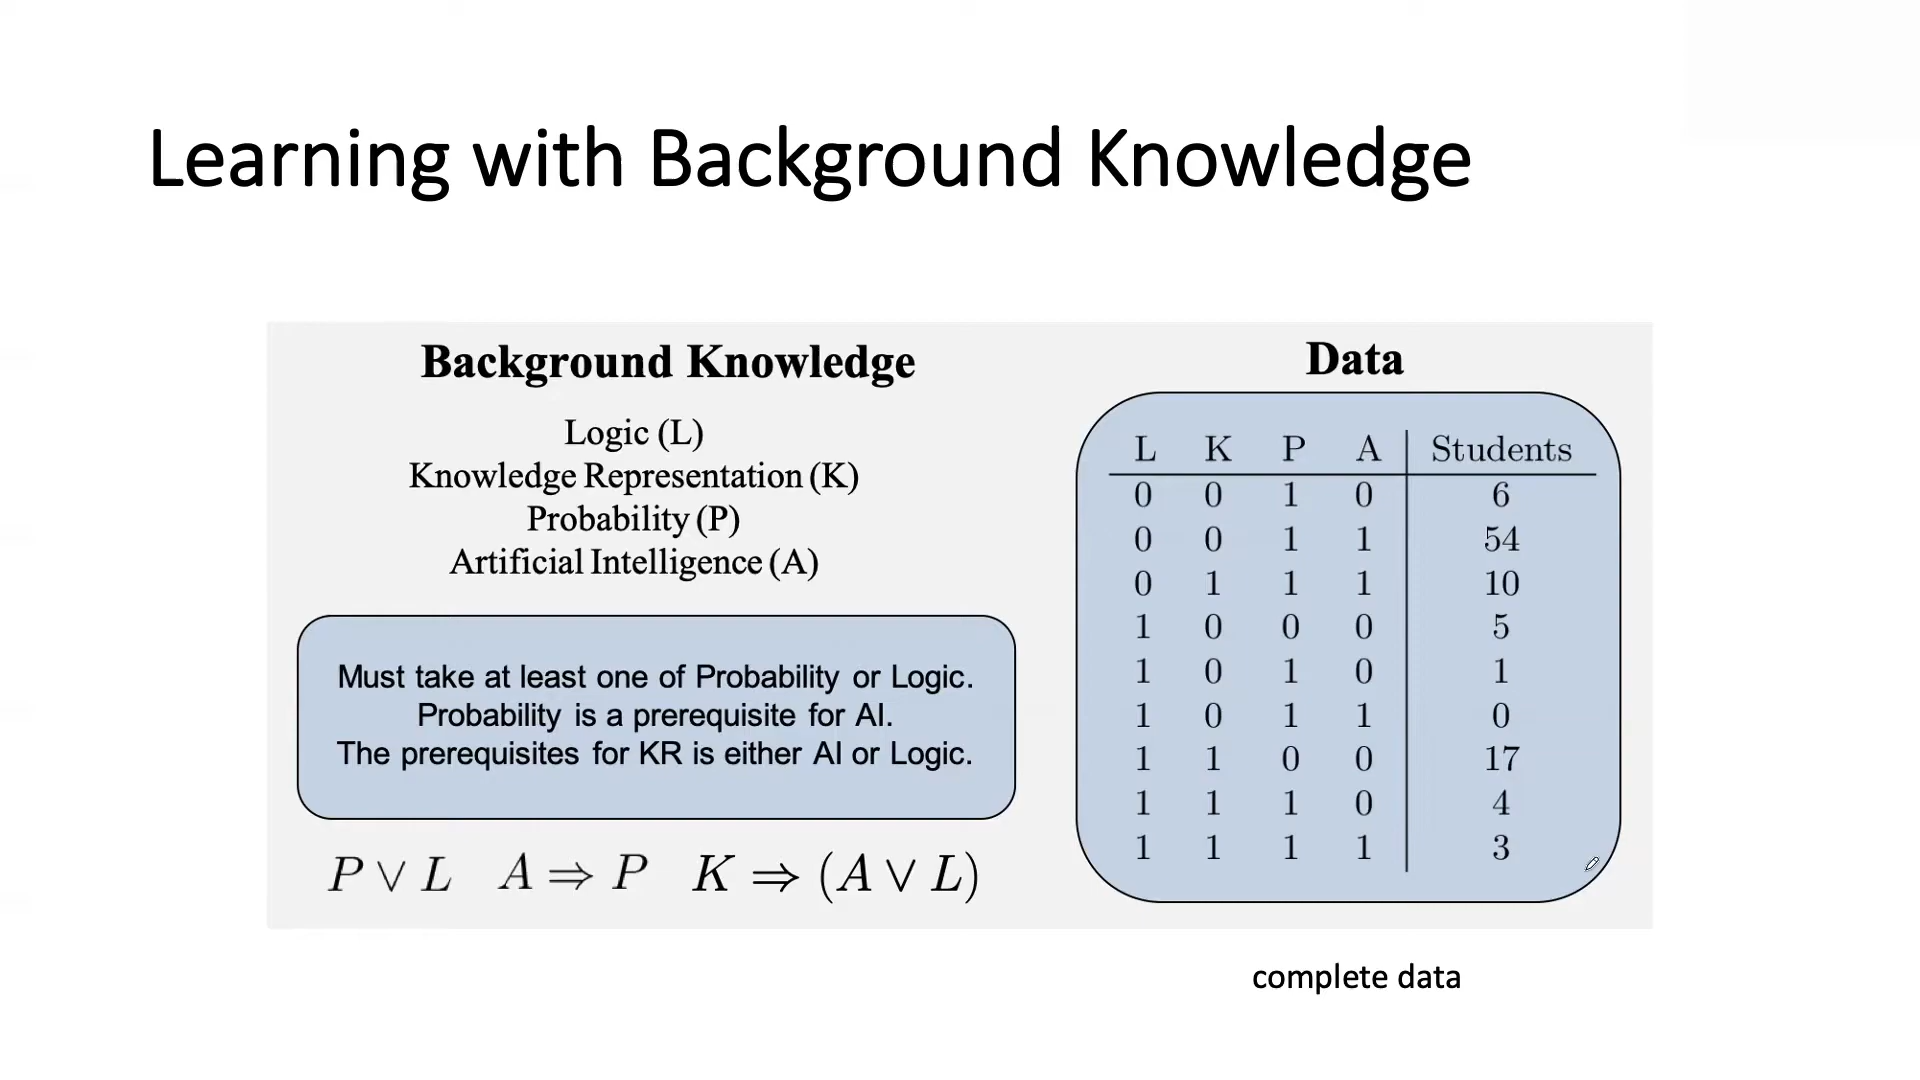 Learning with Background Knowledge
Background Knowledge
Logic (L)
Knowledge Representation (K)
Probability (P)
Artificial Intelligence (A)
Must take at least one of Probability or Logic.
Probability is a prerequisite for AI.
The prerequisites for KR is either AI or Logic.
P ∨ L A ⇒ P K ⇒ (A ∨ L)
Data
L K P A Students
0 0 1 0 6
0 0 1 1 54
0 1 1 1 10
1 0 0 0 5
1 0 1 0 1
1 0 1 1 0
1 1 0 0 17
1 1 1 0 4
1 1 1 1 3
complete data